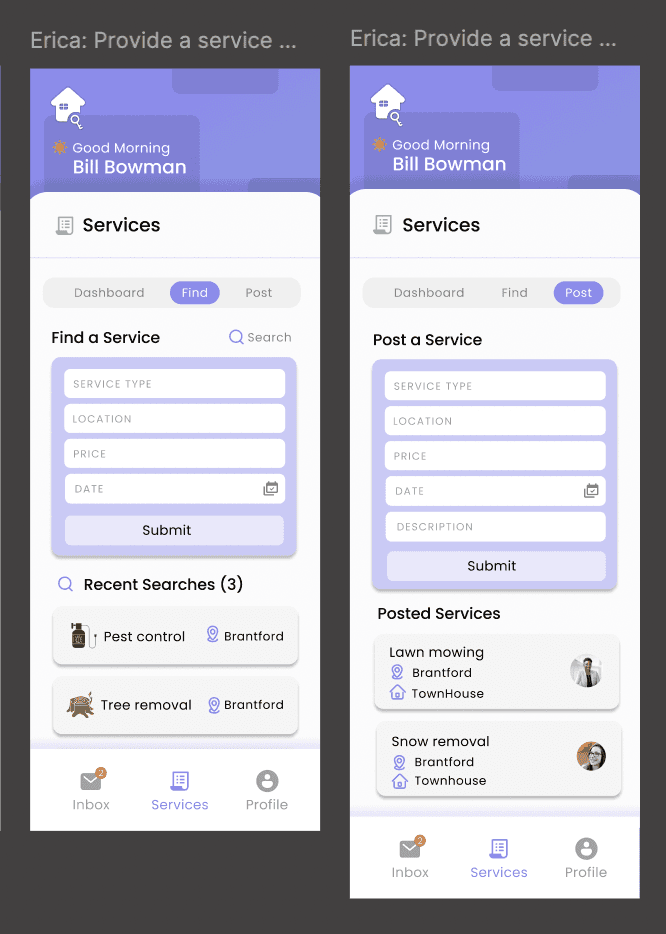 Erica: Provide a service ...
Good Morning
Bill Bowman
Services
Dashboard Find Post
Find a Service Search
SERVICE TYPE
LOCATION
PRICE
DATE
Submit
Recent Searches (3)
Pest control Brantford
Tree removal Brantford
2
Inbox Services Profile
Erica: Provide a service ...
Good Morning
Bill Bowman
Services
Dashboard Find Post
Post a Service
SERVICE TYPE
LOCATION
PRICE
DATE
DESCRIPTION
Submit
Posted Services
Lawn mowing
Brantford
TownHouse
Snow removal
Brantford
Townhouse
2
Inbox Services Profile